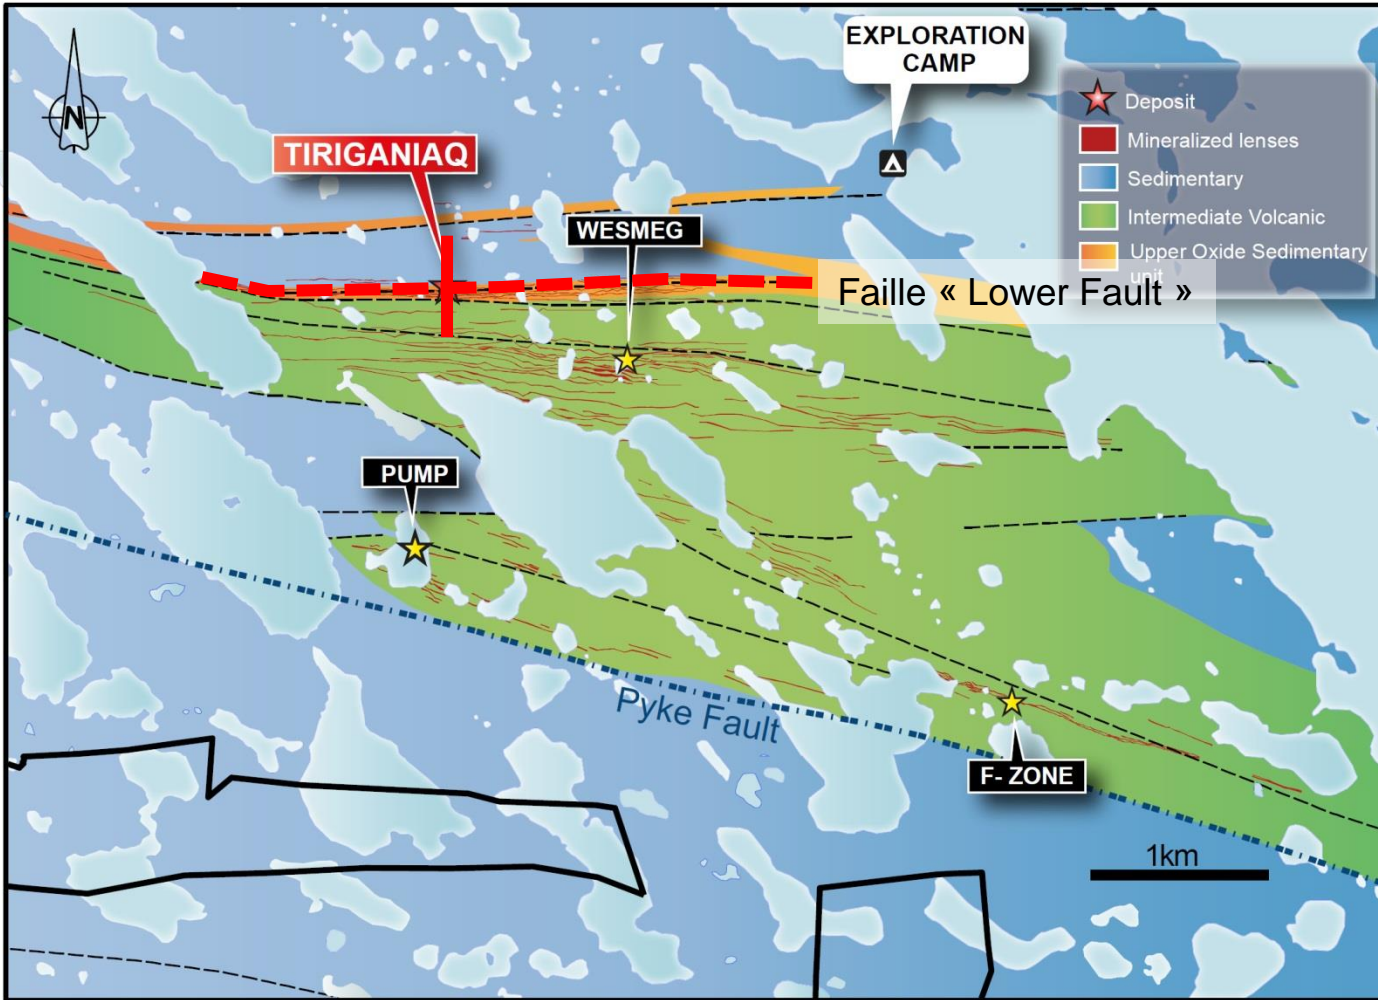 EXPLORATION
CAMP
N
TIRIGANIAQ
WESMEG
Deposit
Mineralized lenses
Sedimentary
Intermediate Volcanic
Upper Oxide Sedimentary
unit
Faille « Lower Fault »
PUMP
Pyke Fault
F- ZONE
1km